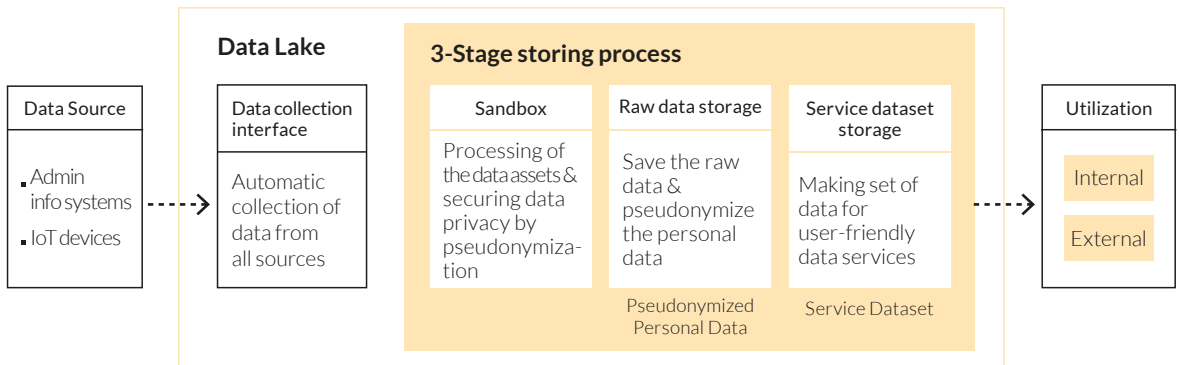 Data Lake
3-Stage storing process
Data Source
▪ Admin
info systems
▪ IoT devices
Data collection
interface
Automatic
collection of
data from
all sources
Sandbox
Processing of
the data assets &
securing data
privacy by
pseudonymiza-
tion
Raw data storage
Save the raw
data &
pseudonymize
the personal
data
Pseudonymized
Personal Data
Service dataset
storage
Making set of
data for
user-friendly
data services
Service Dataset
Utilization
Internal
External